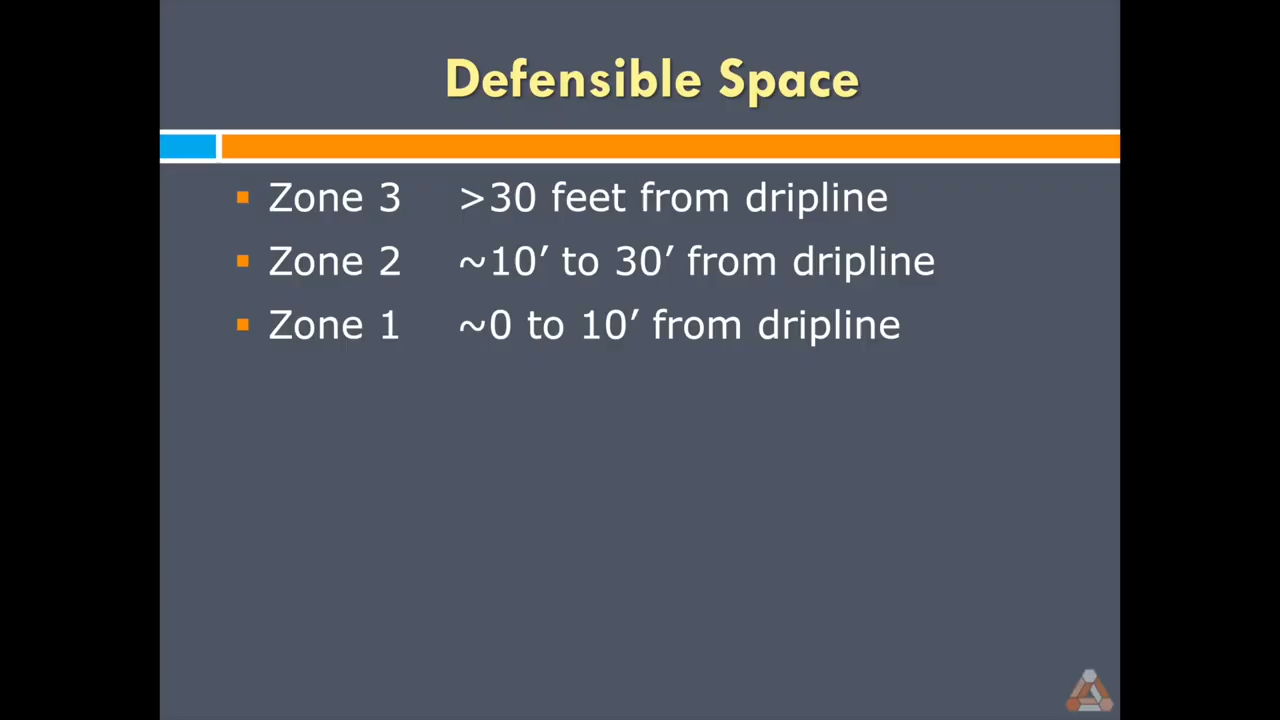 Defensible Space
Zone 3 >30 feet from dripline
Zone 2 ~10’ to 30’ from dripline
Zone 1 ~0 to 10’ from dripline